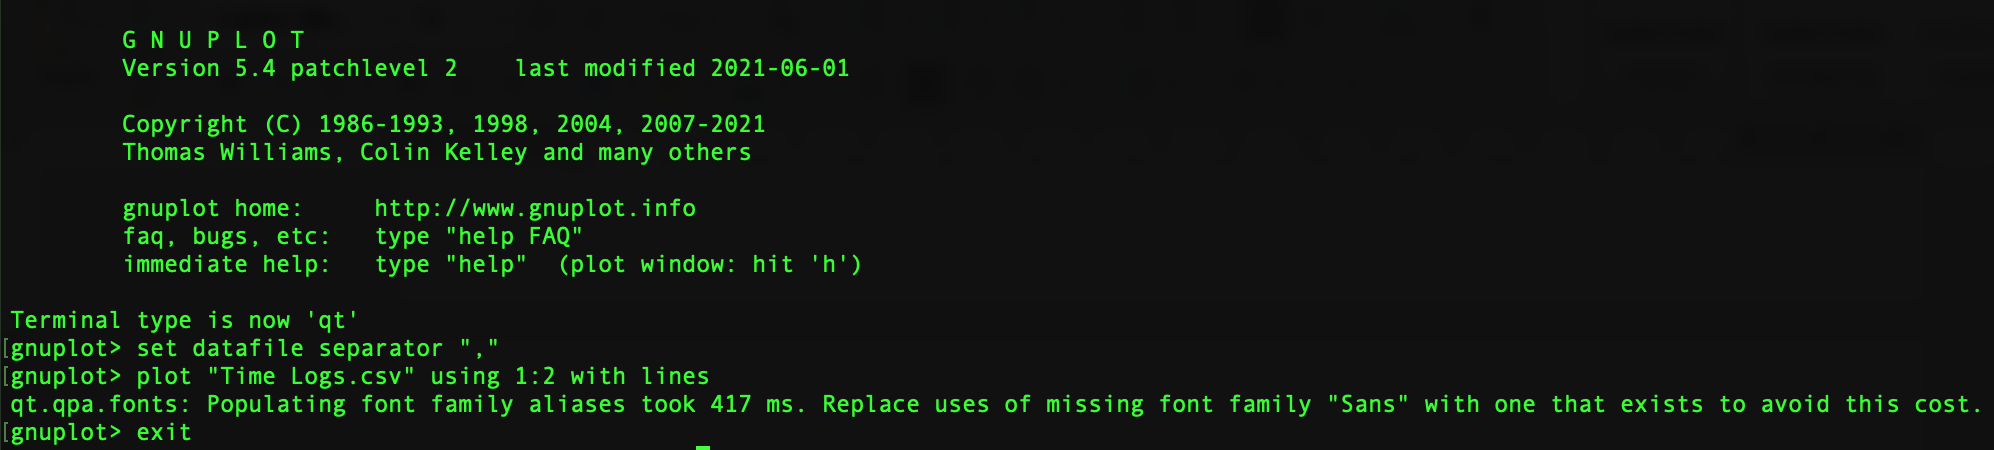 G N U P L O T
Version 5.4 patchlevel 2    last modified 2021-06-01
Copyright (C) 1986-1993, 1998, 2004, 2007-2021
Thomas Williams, Colin Kelley and many others
gnuplot home:     http://www.gnuplot.info
faq, bugs, etc:   type "help FAQ"
immediate help:   type "help"  (plot window: hit 'h')
Terminal type is now 'qt'
[gnuplot> set datafile separator ","
[gnuplot> plot "Time Logs.csv" using 1:2 with lines
qt.qpa.fonts: Populating font family aliases took 417 ms. Replace uses of missing font family "Sans" with one that exists to avoid this cost.
[gnuplot> exit